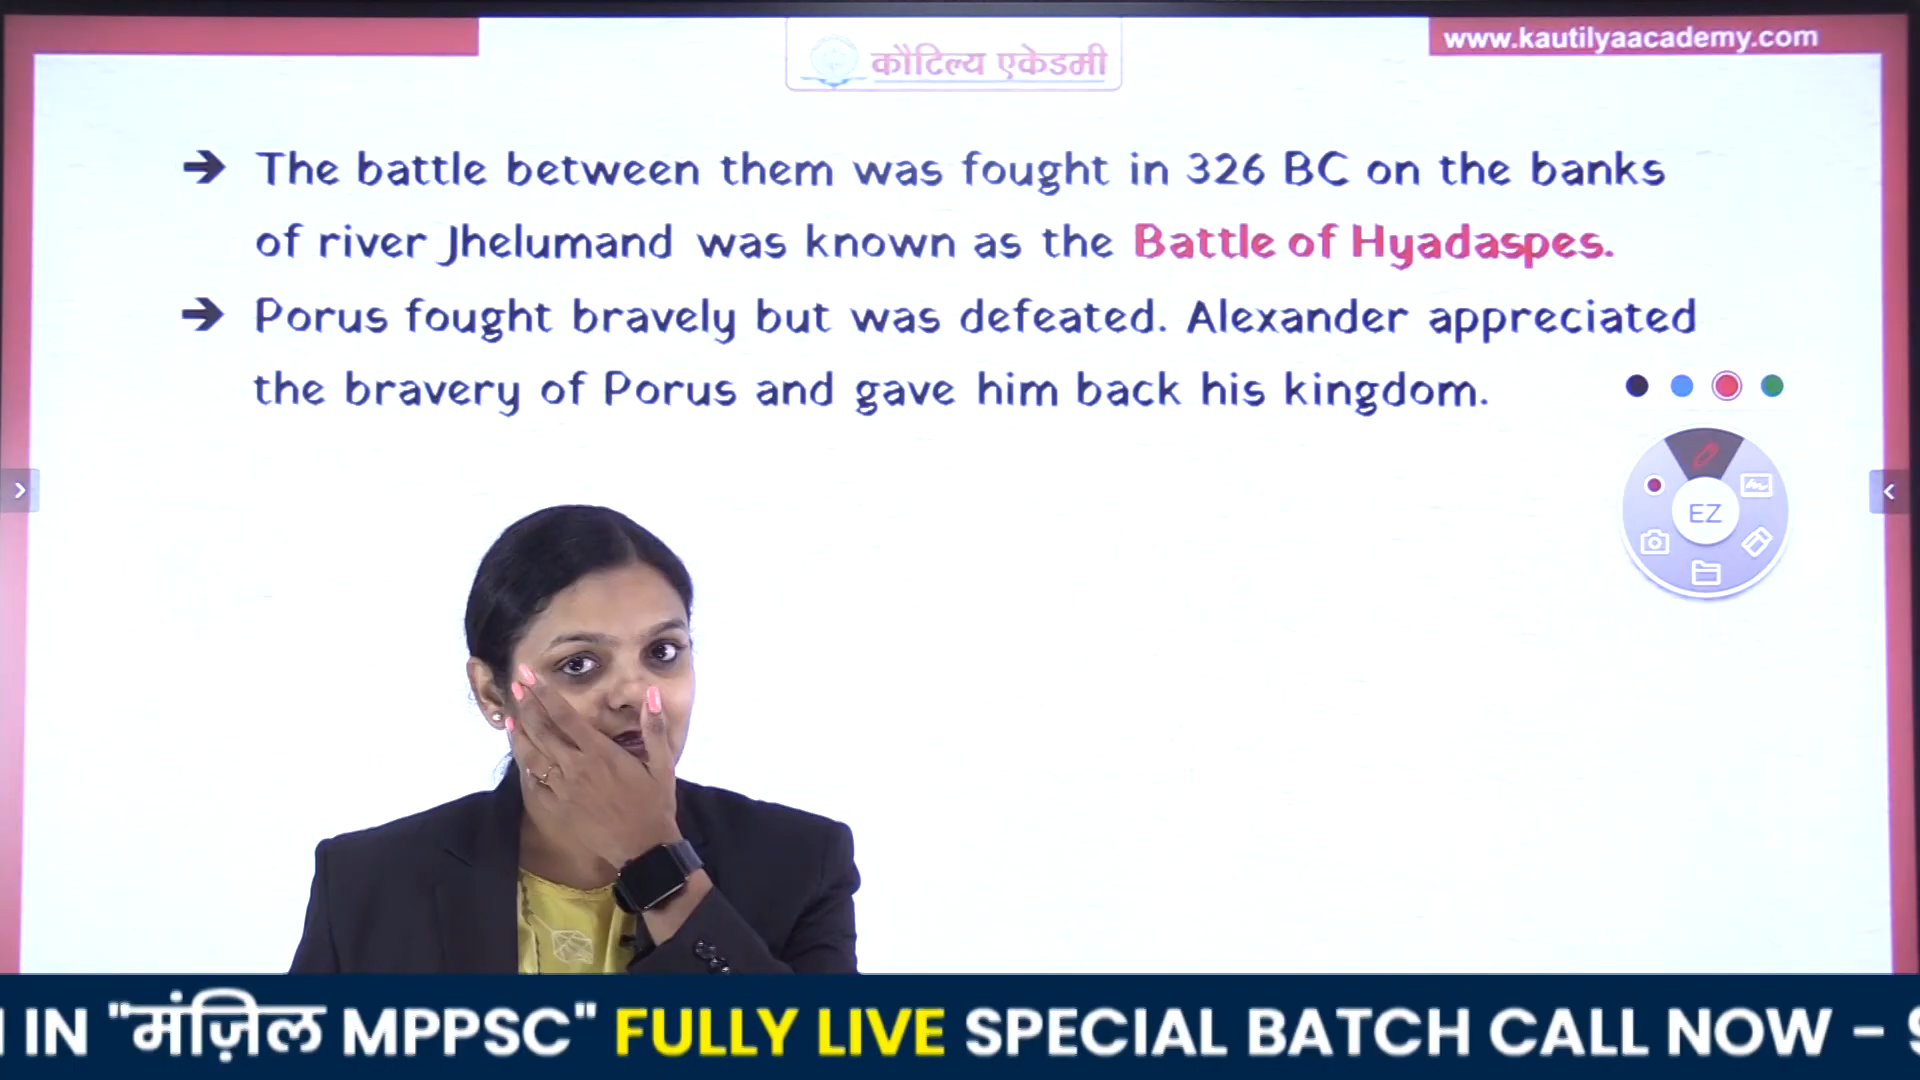 कौटिल्य एकेडमी
www.kautilyaacademy.com
→ The battle between them was fought in 326 BC on the banks
of river Jhelumand was known as the Battle of Hyadaspes.
→ Porus fought bravely but was defeated. Alexander appreciated
the bravery of Porus and gave him back his kingdom.
EZ
IN "मंज़िल MPPSC" FULLY LIVE SPECIAL BATCH CALL NOW –